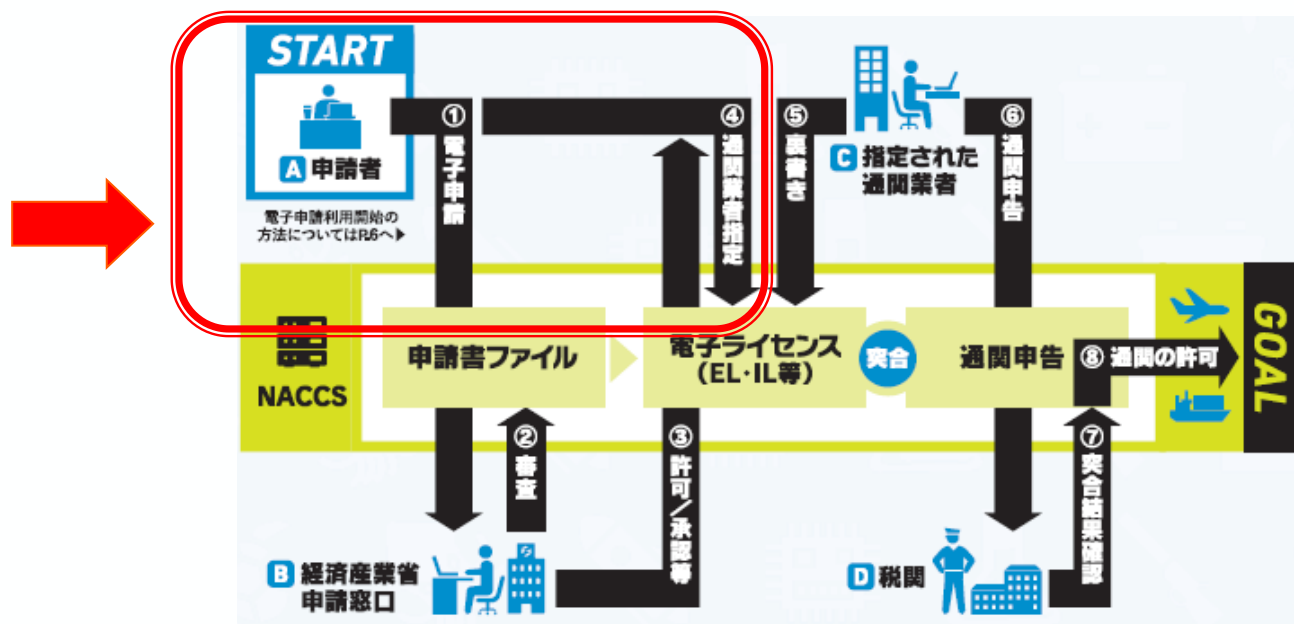 START
A 申請者
電子申請利用開始の
方法についてはP.6へ▶
① 電子申請
④ 通関業者指定
⑤ 裏書き
C 指定された
通関業者
⑥ 通関申告
NACCS
申請書ファイル
電子ライセンス
(EL・IL等)
突合
通関申告
⑧ 通関の許可
GOAL
② 審査
③ 許可/承認等
⑦ 突合結果確認
B 経済産業省
申請窓口
D 税関